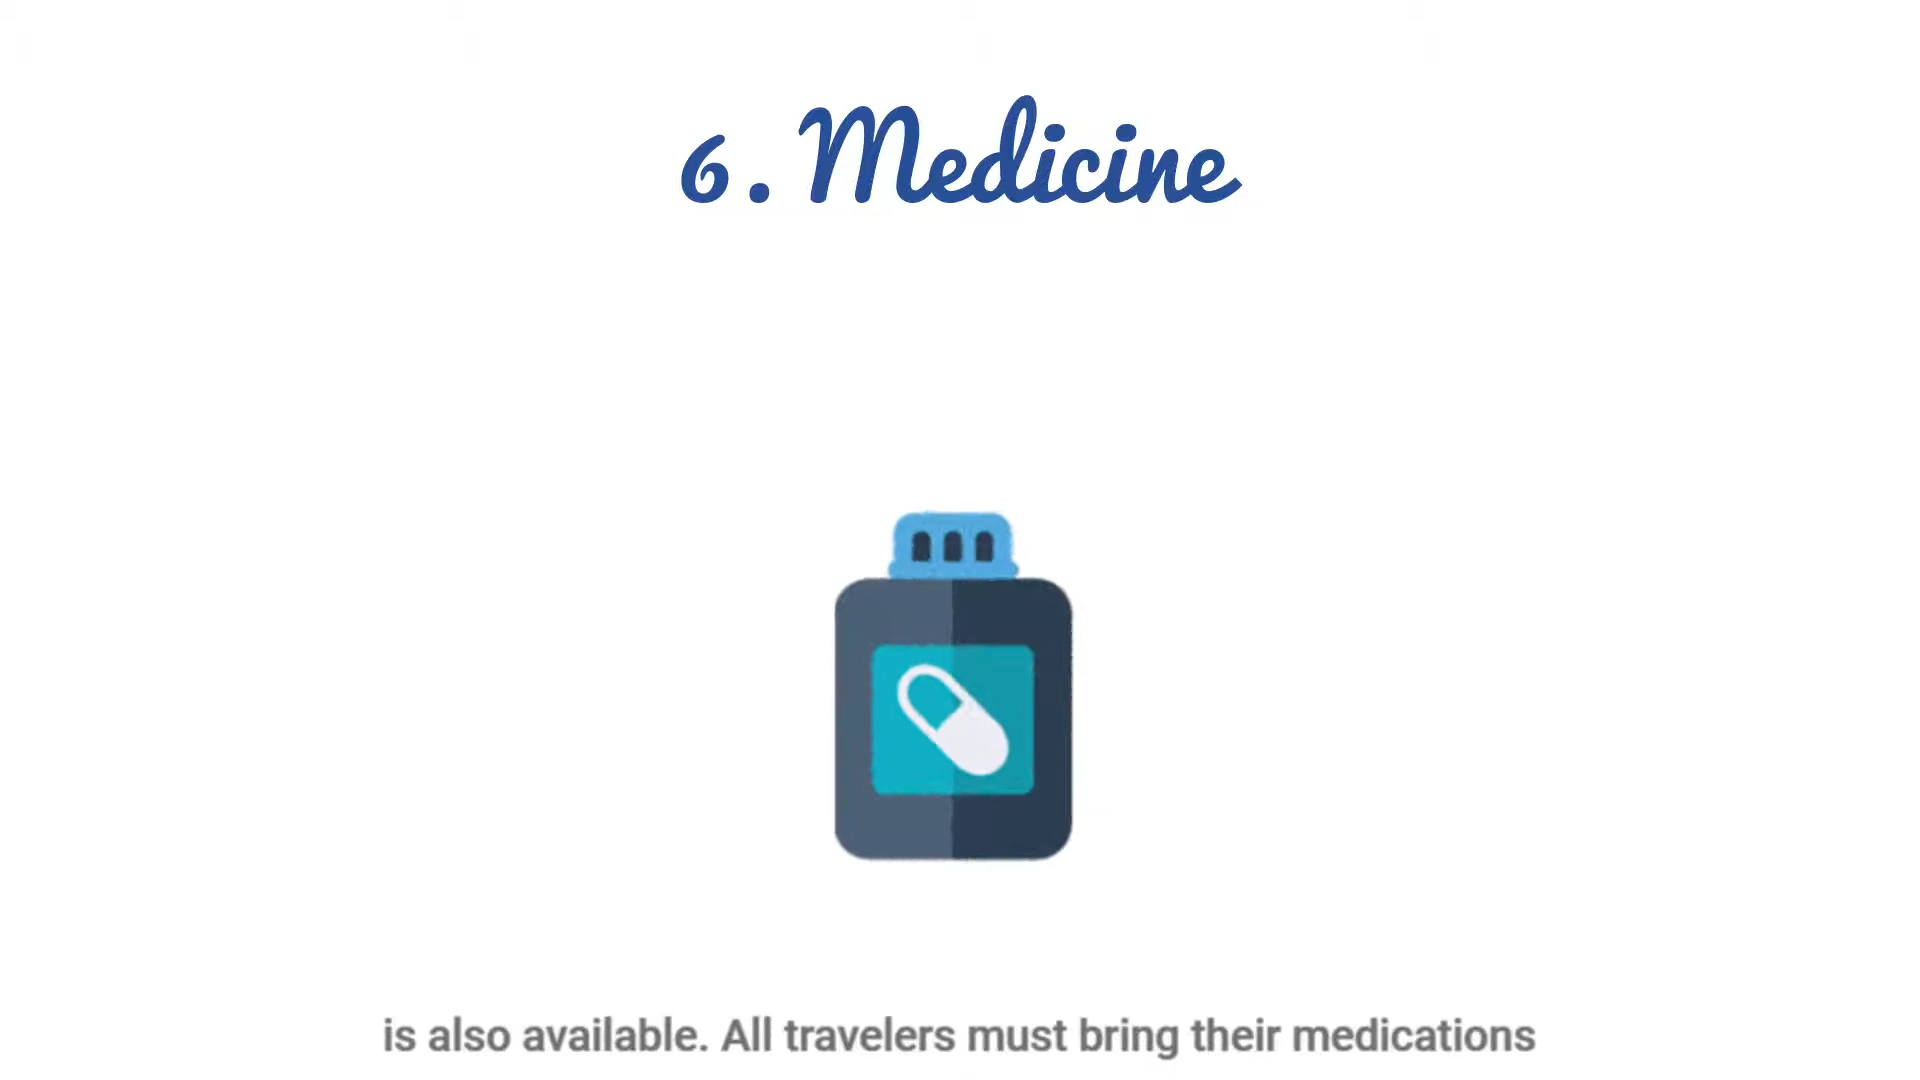 6. Medicine
is also available. All travelers must bring their medications